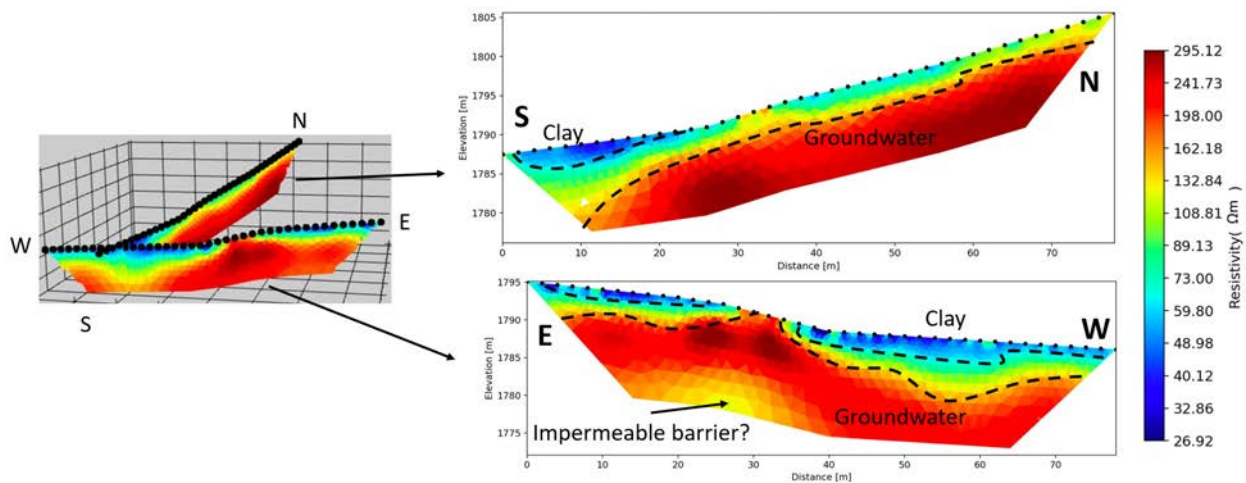 N
W
E
S
1805
1800
1795
1790
1785
1780
Elevation [m]
S
Clay
Groundwater
N
0
10
20
30
40
50
60
70
Distance [m]
1795
1790
1785
1780
1775
Elevation [m]
E
Clay
W
Groundwater
Impermeable barrier?
0
10
20
30
40
50
60
70
Distance [m]
295.12
241.73
198.00
162.18
132.84
108.81
89.13
73.00
59.80
48.98
40.12
32.86
26.92
Resistivity( Ωm )